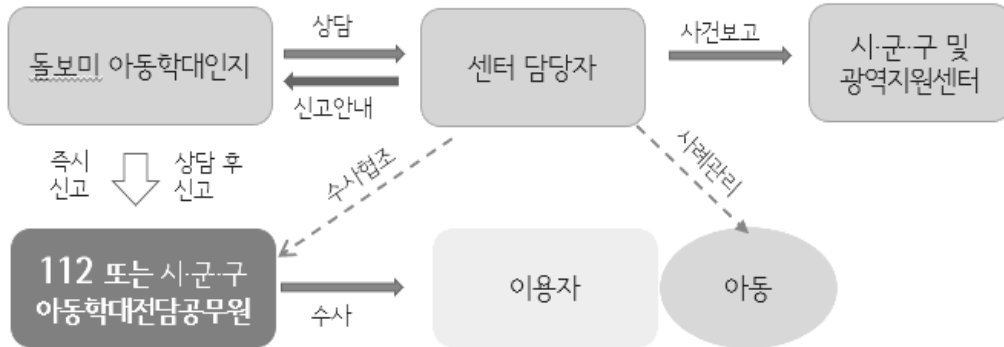 돌보미 아동학대인지
상담
신고안내
센터 담당자
사건보고
시·군·구 및
광역지원센터
즉시
신고
상담 후
신고
수사협조
사례관리
112 또는 시·군·구
아동학대전담공무원
수사
이용자
아동